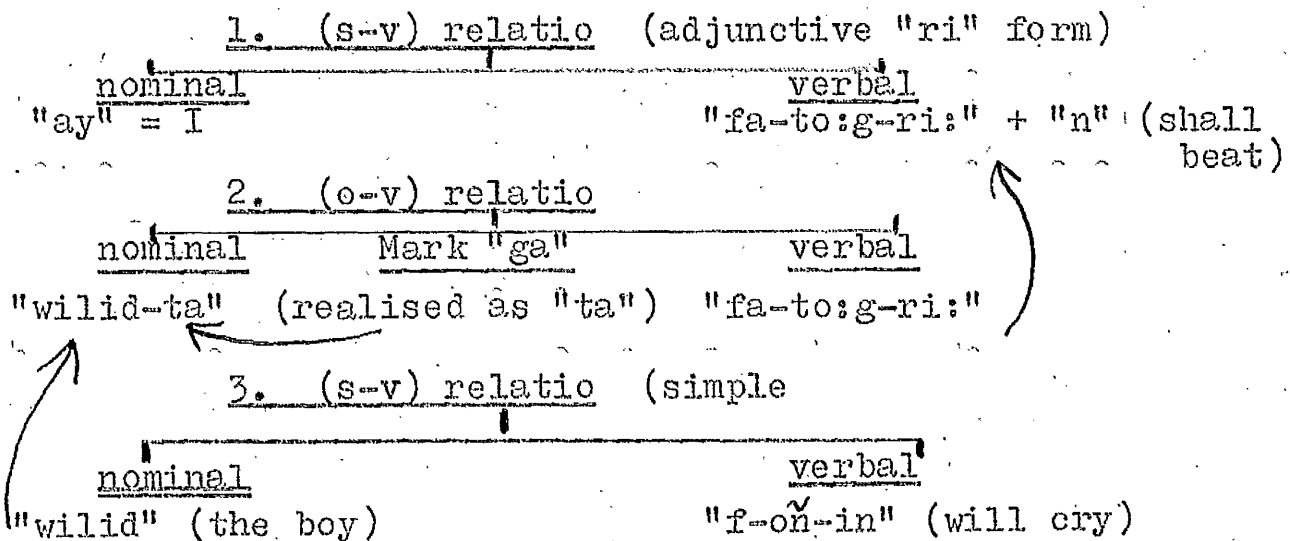 1. (s-v) relatio (adjunctive "ri" form)
nominal verbal
"ay" = I "fa-to:g-ri:" + "n" (shall
beat)
2. (o-v) relatio
nominal Mark "ga" verbal
"wilid-ta" (realised as "ta") "fa-to:g-ri:"
3. (s-v) relatio (simple
nominal verbal
"wilid" (the boy) "f-oñ-in" (will cry)